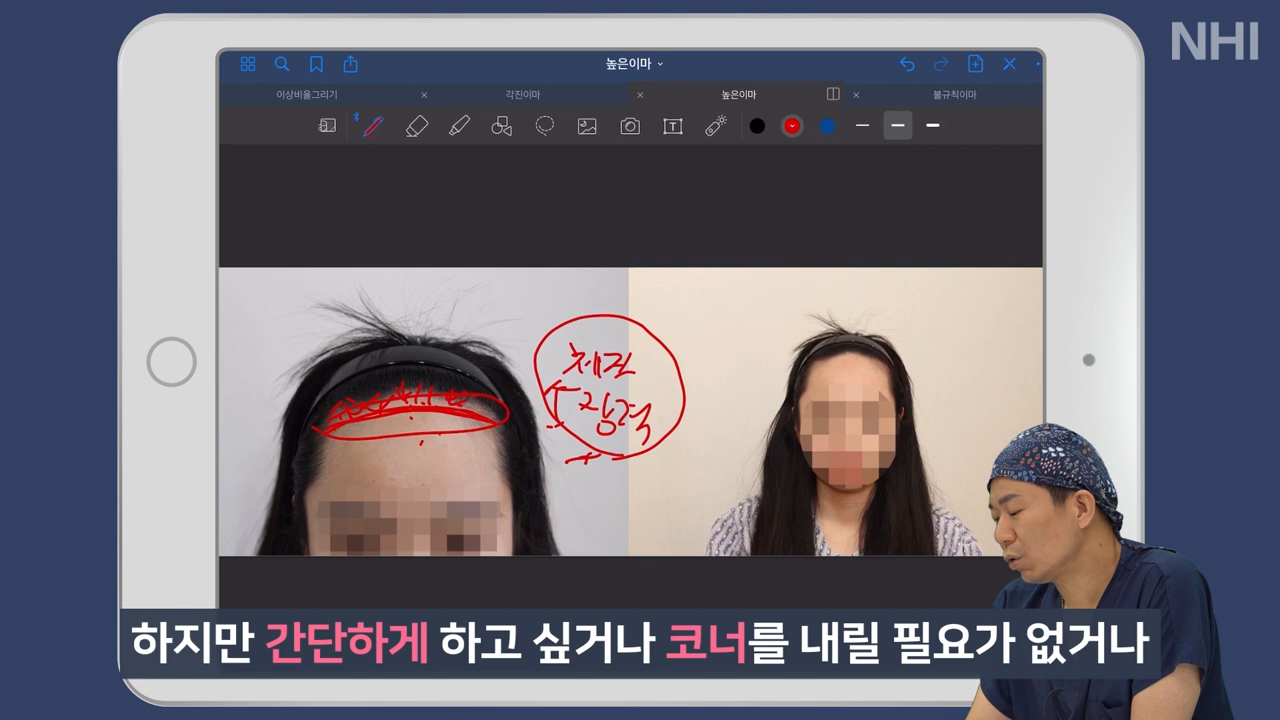 NHI
높은이마
이상비율그리기
각진이마
높은이마
불규칙이마
T
절편
장력
하지만 간단하게 하고 싶거나 코너를 내릴 필요가 없거나